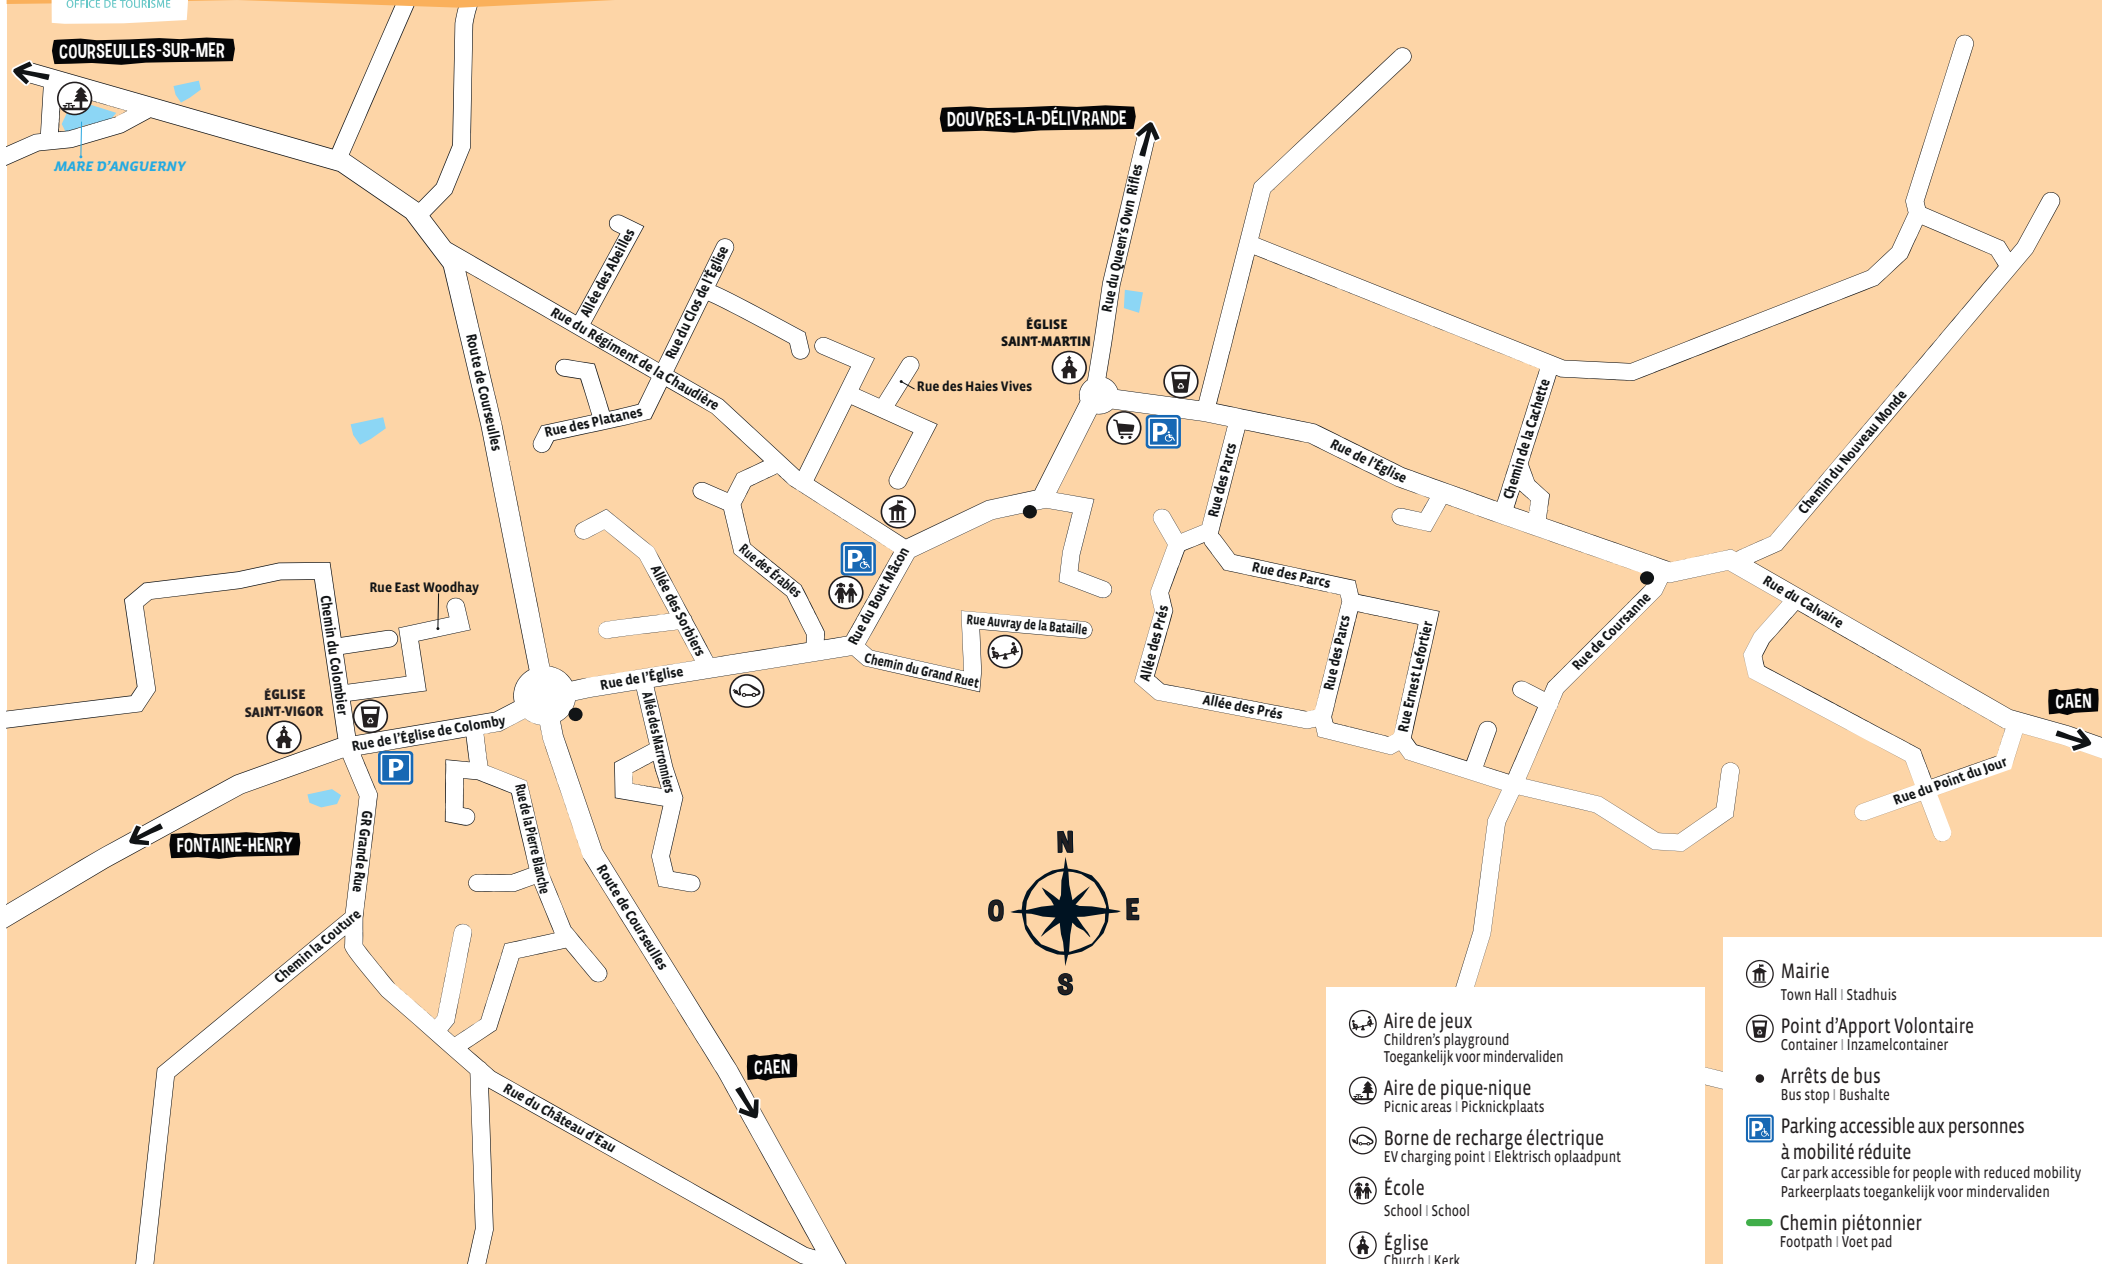 OFFICE DE TOURISME
COURSEULLES-SUR-MER
MARE D'ANGUERNY
DOUVRES-LA-DÉLIVRANDE
Rue du Queen's Own Rifles
Allée des Abeilles
Rue du Clos de l'Église
Rue du Régiment de la Chaudière
Route de Courseulles
Rue des Platanes
Rue des Haies Vives
ÉGLISE
SAINT-MARTIN
Rue des Parcs
Rue de l'Église
Chemin de la Cachette
Chemin du Nouveau Monde
Rue des Érables
Rue du Bout Mâcon
Allée des Sorbiers
Rue East Woodhay
Chemin du Colombier
Rue Auvray de la Bataille
Chemin du Grand Ruet
Rue des Parcs
Allée des Prés
Rue des Parcs
Rue Ernest Lefortier
Allée des Prés
Rue de Coursanne
Rue du Calvaire
Rue du Point du Jour
CAEN
ÉGLISE
SAINT-VIGOR
Rue de l'Église
Rue de l'Église de Colomby
P
P
P
Allée des Marronniers
FONTAINE-HENRY
GR Grande Rue
Rue de la Pierre Blanche
Route de Courseulles
Chemin la Couture
Rue du Château d'Eau
CAEN
N
O
E
S
Aire de jeux
Children's playground
Toegankelijk voor mindervaliden
Aire de pique-nique
Picnic areas | Picknickplaats
Borne de recharge électrique
EV charging point | Elektrisch oplaadpunt
École
School | School
Église
Church | Kerk
Mairie
Town Hall | Stadhuis
Point d'Apport Volontaire
Container | Inzamelcontainer
Arrêts de bus
Bus stop | Bushalte
P
Parking accessible aux personnes
à mobilité réduite
Car park accessible for people with reduced mobility
Parkeerplaats toegankelijk voor mindervaliden
Chemin piétonnier
Footpath | Voet pad